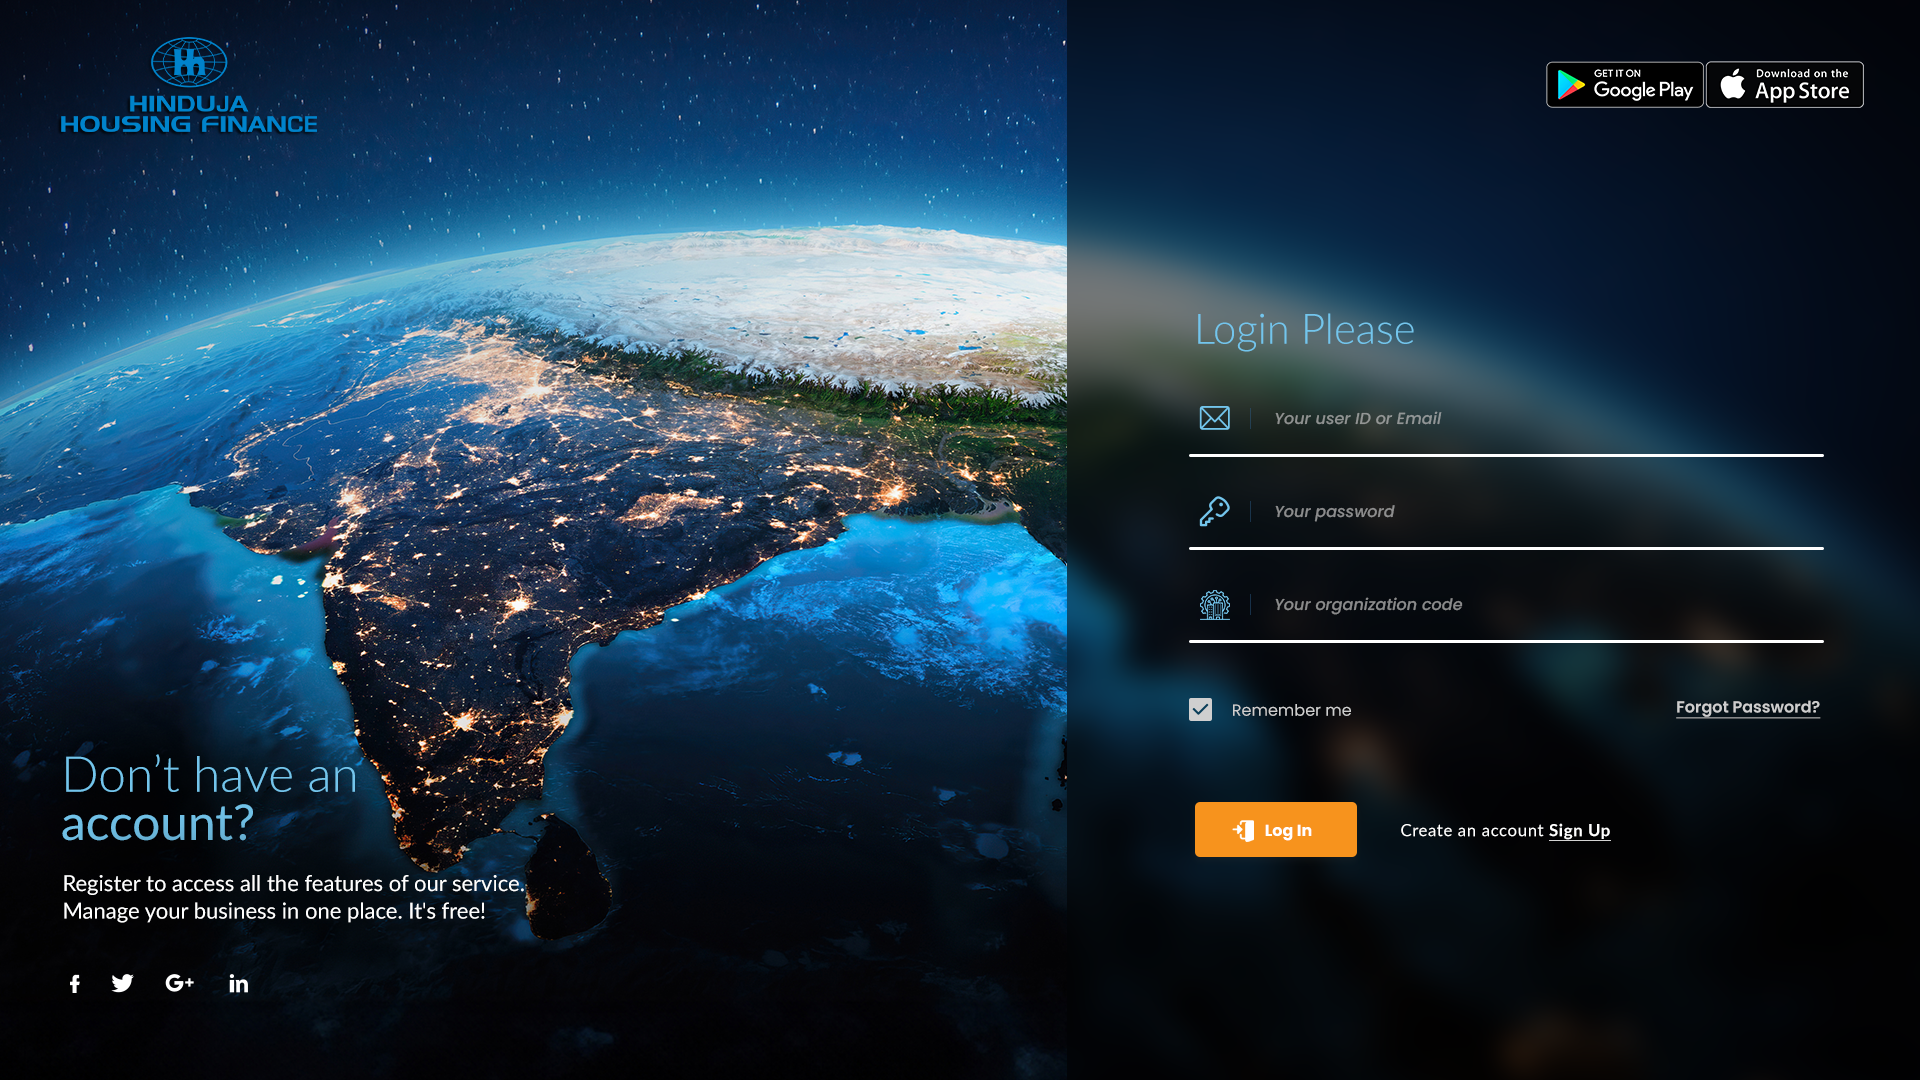 HINDUJA
HOUSING FINANCE
GET IT ON
Google Play
Download on the
App Store
Login Please
Your user ID or Email
Your password
Your organization code
Remember me
Forgot Password?
Log In
Create an account Sign Up
Don’t have an
account?
Register to access all the features of our service.
Manage your business in one place. It's free!
f
G+
in